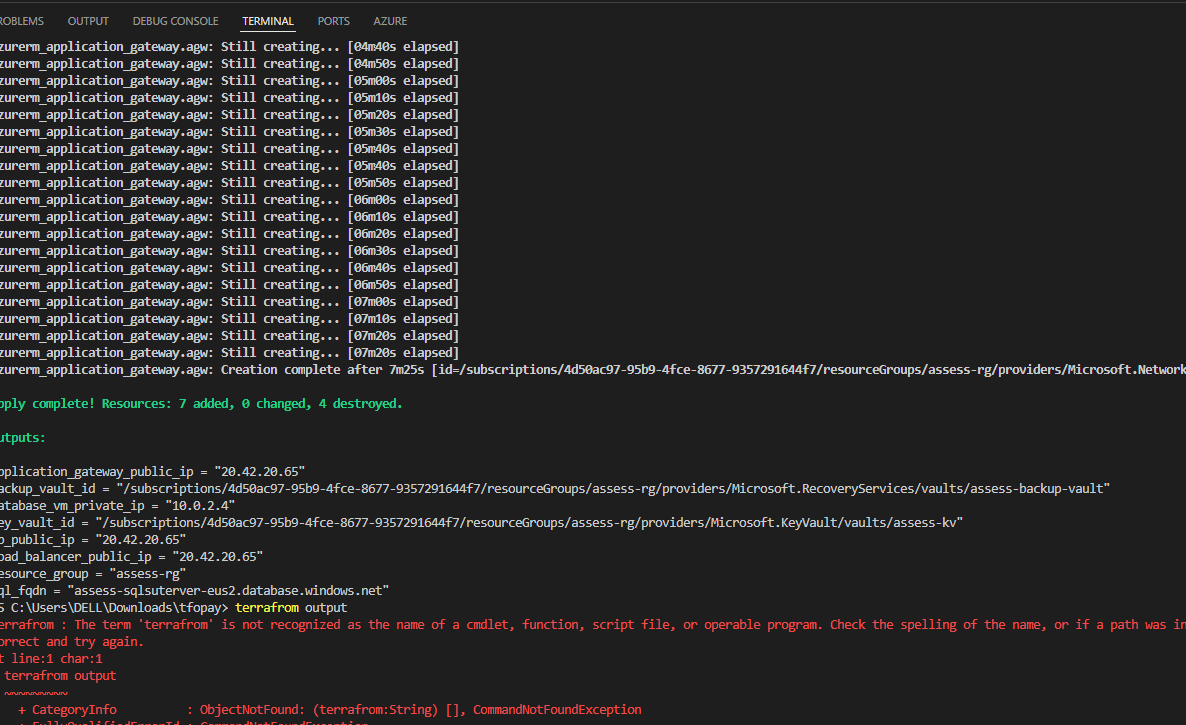 ROBLEMS OUTPUT DEBUG CONSOLE TERMINAL PORTS AZURE
zurerm_application_gateway.agw: Still creating... [04m40s elapsed]
zurerm_application_gateway.agw: Still creating... [04m50s elapsed]
zurerm_application_gateway.agw: Still creating... [05m00s elapsed]
zurerm_application_gateway.agw: Still creating... [05m10s elapsed]
zurerm_application_gateway.agw: Still creating... [05m20s elapsed]
zurerm_application_gateway.agw: Still creating... [05m30s elapsed]
zurerm_application_gateway.agw: Still creating... [05m40s elapsed]
zurerm_application_gateway.agw: Still creating... [05m40s elapsed]
zurerm_application_gateway.agw: Still creating... [05m50s elapsed]
zurerm_application_gateway.agw: Still creating... [06m00s elapsed]
zurerm_application_gateway.agw: Still creating... [06m10s elapsed]
zurerm_application_gateway.agw: Still creating... [06m20s elapsed]
zurerm_application_gateway.agw: Still creating... [06m30s elapsed]
zurerm_application_gateway.agw: Still creating... [06m40s elapsed]
zurerm_application_gateway.agw: Still creating... [06m50s elapsed]
zurerm_application_gateway.agw: Still creating... [07m00s elapsed]
zurerm_application_gateway.agw: Still creating... [07m10s elapsed]
zurerm_application_gateway.agw: Still creating... [07m20s elapsed]
zurerm_application_gateway.agw: Still creating... [07m20s elapsed]
zurerm_application_gateway.agw: Creation complete after 7m25s [id=/subscriptions/4d50ac97-95b9-4fce-8677-9357291644f7/resourceGroups/assess-rg/providers/Microsoft.Network
pply complete! Resources: 7 added, 0 changed, 4 destroyed.
utputs:
pplication_gateway_public_ip = "20.42.20.65"
ackup_vault_id = "/subscriptions/4d50ac97-95b9-4fce-8677-9357291644f7/resourceGroups/assess-rg/providers/Microsoft.RecoveryServices/vaults/assess-backup-vault"
atabase_vm_private_ip = "10.0.2.4"
ey_vault_id = "/subscriptions/4d50ac97-95b9-4fce-8677-9357291644f7/resourceGroups/assess-rg/providers/Microsoft.KeyVault/vaults/assess-kv"
b_public_ip = "20.42.20.65"
oad_balancer_public_ip = "20.42.20.65"
esource_group = "assess-rg"
ql_fqdn = "assess-sqlsuterver-eus2.database.windows.net"
S C:\Users\DELL\Downloads\tfopay> terrafrom output
errafrom : The term 'terrafrom' is not recognized as the name of a cmdlet, function, script file, or operable program. Check the spelling of the name, or if a path was in
orrect and try again.
t line:1 char:1
terrafrom output
~~~~~~~~~
+ CategoryInfo : ObjectNotFound: (terrafrom:String) [], CommandNotFoundException
+ FullyQualifiedErrorId : CommandNotFoundException